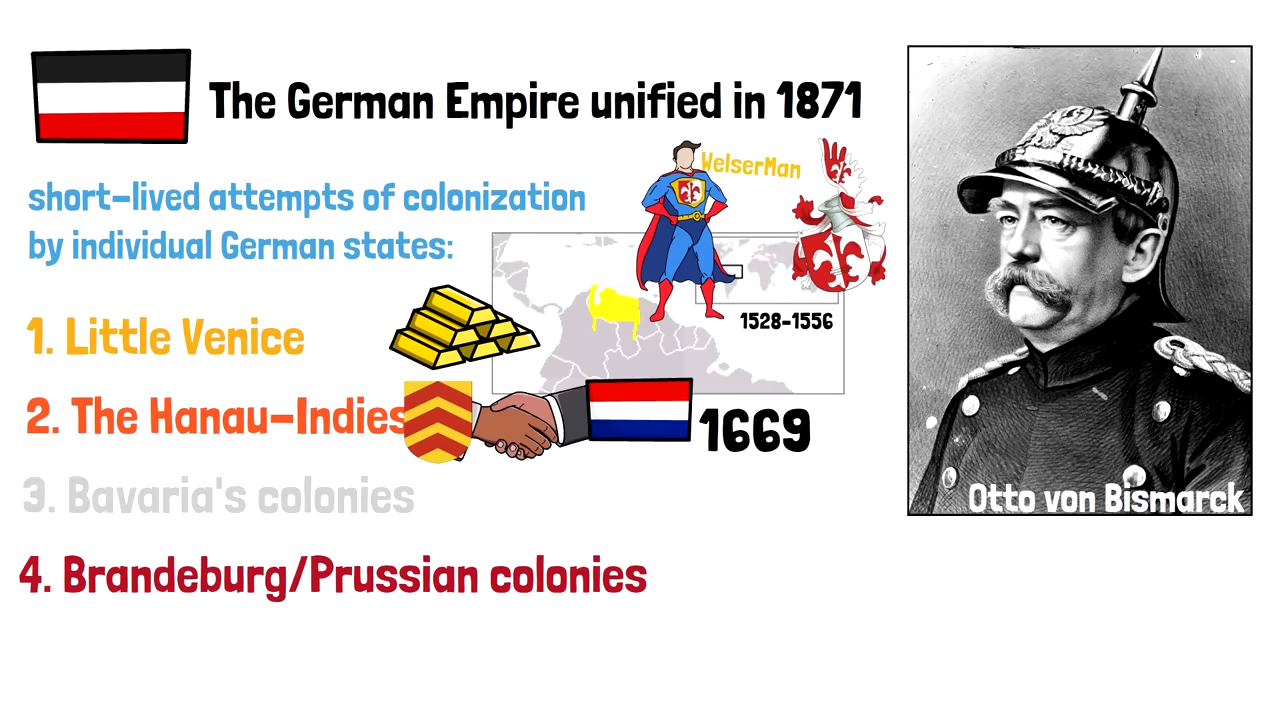 The German Empire unified in 1871
WelserMan
short-lived attempts of colonization
by individual German states:
1528-1556
1. Little Venice
2. The Hanau-Indies
1669
3. Bavaria's colonies
Otto von Bismarck
4. Brandeburg/Prussian colonies